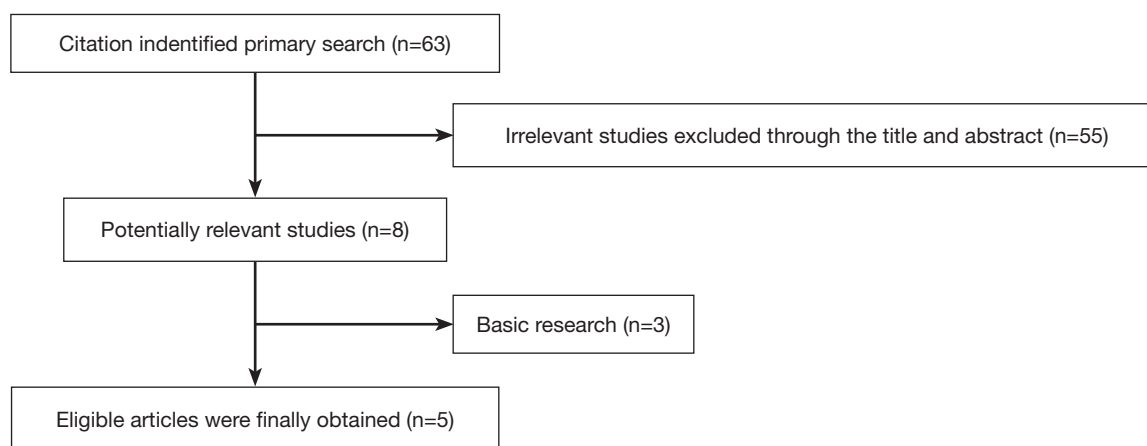 Citation indentified primary search (n=63)
Irrelevant studies excluded through the title and abstract (n=55)
Potentially relevant studies (n=8)
Basic research (n=3)
Eligible articles were finally obtained (n=5)